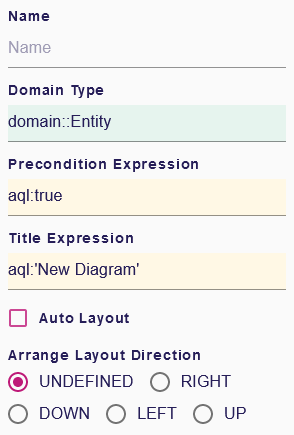 Name
Name
Domain Type
domain::Entity
Precondition Expression
aql:true
Title Expression
aql:'New Diagram'
Auto Layout
Arrange Layout Direction
UNDEFINED RIGHT
DOWN LEFT UP